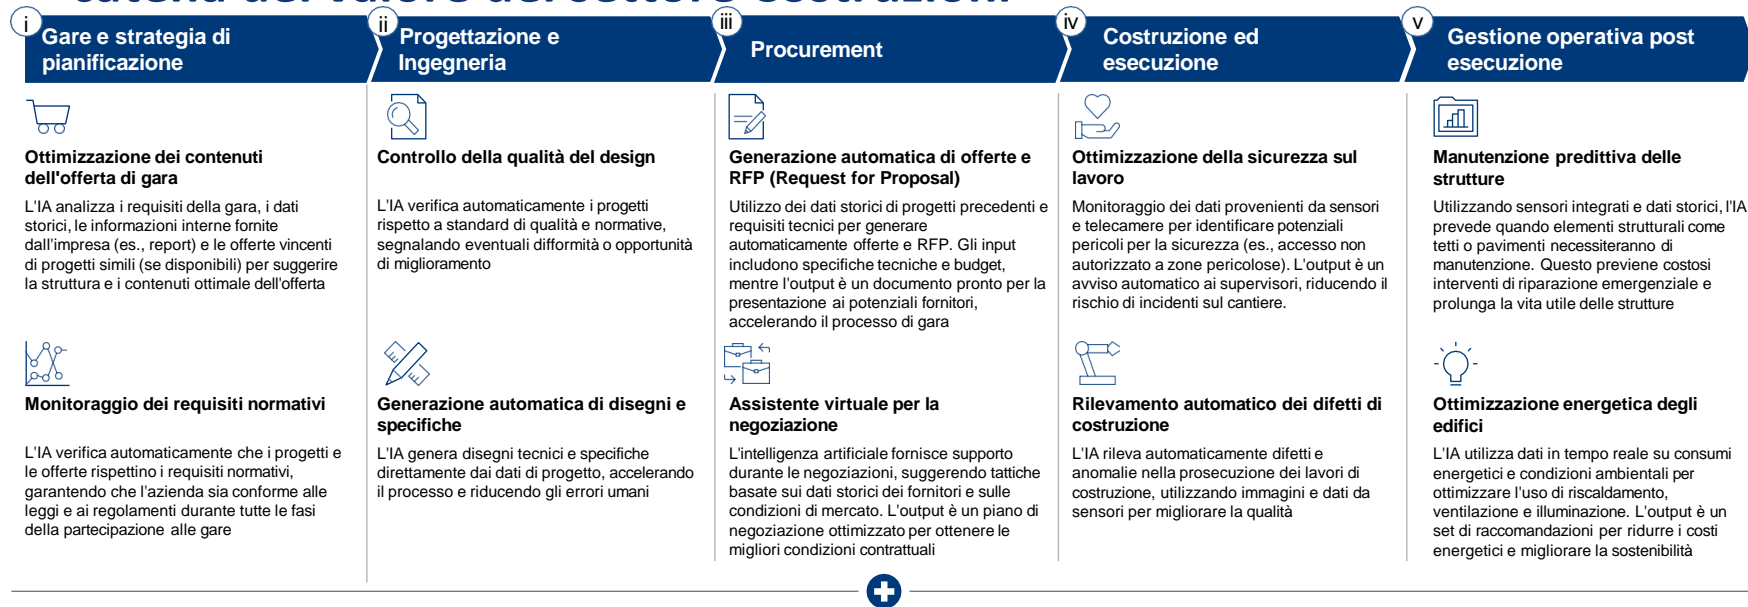 catena del valore del settore costruzioni
i
Gare e strategia di
pianificazione
Ottimizzazione dei contenuti
dell'offerta di gara
L'IA analizza i requisiti della gara, i dati
storici, le informazioni interne fornite
dall'impresa (es., report) e le offerte vincenti
di progetti simili (se disponibili) per suggerire
la struttura e i contenuti ottimale dell'offerta
Monitoraggio dei requisiti normativi
L'IA verifica automaticamente che i progetti e
le offerte rispettino i requisiti normativi,
garantendo che l'azienda sia conforme alle
leggi e ai regolamenti durante tutte le fasi
della partecipazione alle gare
ii
Progettazione e
Ingegneria
Controllo della qualità del design
L'IA verifica automaticamente i progetti
rispetto a standard di qualità e normative,
segnalando eventuali difformità o opportunità
di miglioramento
Generazione automatica di disegni e
specifiche
L'IA genera disegni tecnici e specifiche
direttamente dai dati di progetto, accelerando
il processo e riducendo gli errori umani
iii
Procurement
Generazione automatica di offerte e
RFP (Request for Proposal)
Utilizzo dei dati storici di progetti precedenti e
requisiti tecnici per generare
automaticamente offerte e RFP. Gli input
includono specifiche tecniche e budget,
mentre l'output è un documento pronto per la
presentazione ai potenziali fornitori,
accelerando il processo di gara
Assistente virtuale per la
negoziazione
L'intelligenza artificiale fornisce supporto
durante le negoziazioni, suggerendo tattiche
basate sui dati storici dei fornitori e sulle
condizioni di mercato. L'output è un piano di
negoziazione ottimizzato per ottenere le
migliori condizioni contrattuali
iv
Costruzione ed
esecuzione
Ottimizzazione della sicurezza sul
lavoro
Monitoraggio dei dati provenienti da sensori
e telecamere per identificare potenziali
pericoli per la sicurezza (es., accesso non
autorizzato a zone pericolose). L'output è un
avviso automatico ai supervisori, riducendo il
rischio di incidenti sul cantiere.
Rilevamento automatico dei difetti di
costruzione
L'IA rileva automaticamente difetti e
anomalie nella prosecuzione dei lavori di
costruzione, utilizzando immagini e dati da
sensori per migliorare la qualità
v
Gestione operativa post
esecuzione
Manutenzione predittiva delle
strutture
Utilizzando sensori integrati e dati storici, l'IA
prevede quando elementi strutturali come
tetti o pavimenti necessiteranno di
manutenzione. Questo previene costosi
interventi di riparazione emergenziale e
prolunga la vita utile delle strutture
Ottimizzazione energetica degli
edifici
L'IA utilizza dati in tempo reale su consumi
energetici e condizioni ambientali per
ottimizzare l'uso di riscaldamento,
ventilazione e illuminazione. L'output è un
set di raccomandazioni per ridurre i costi
energetici e migliorare la sostenibilità